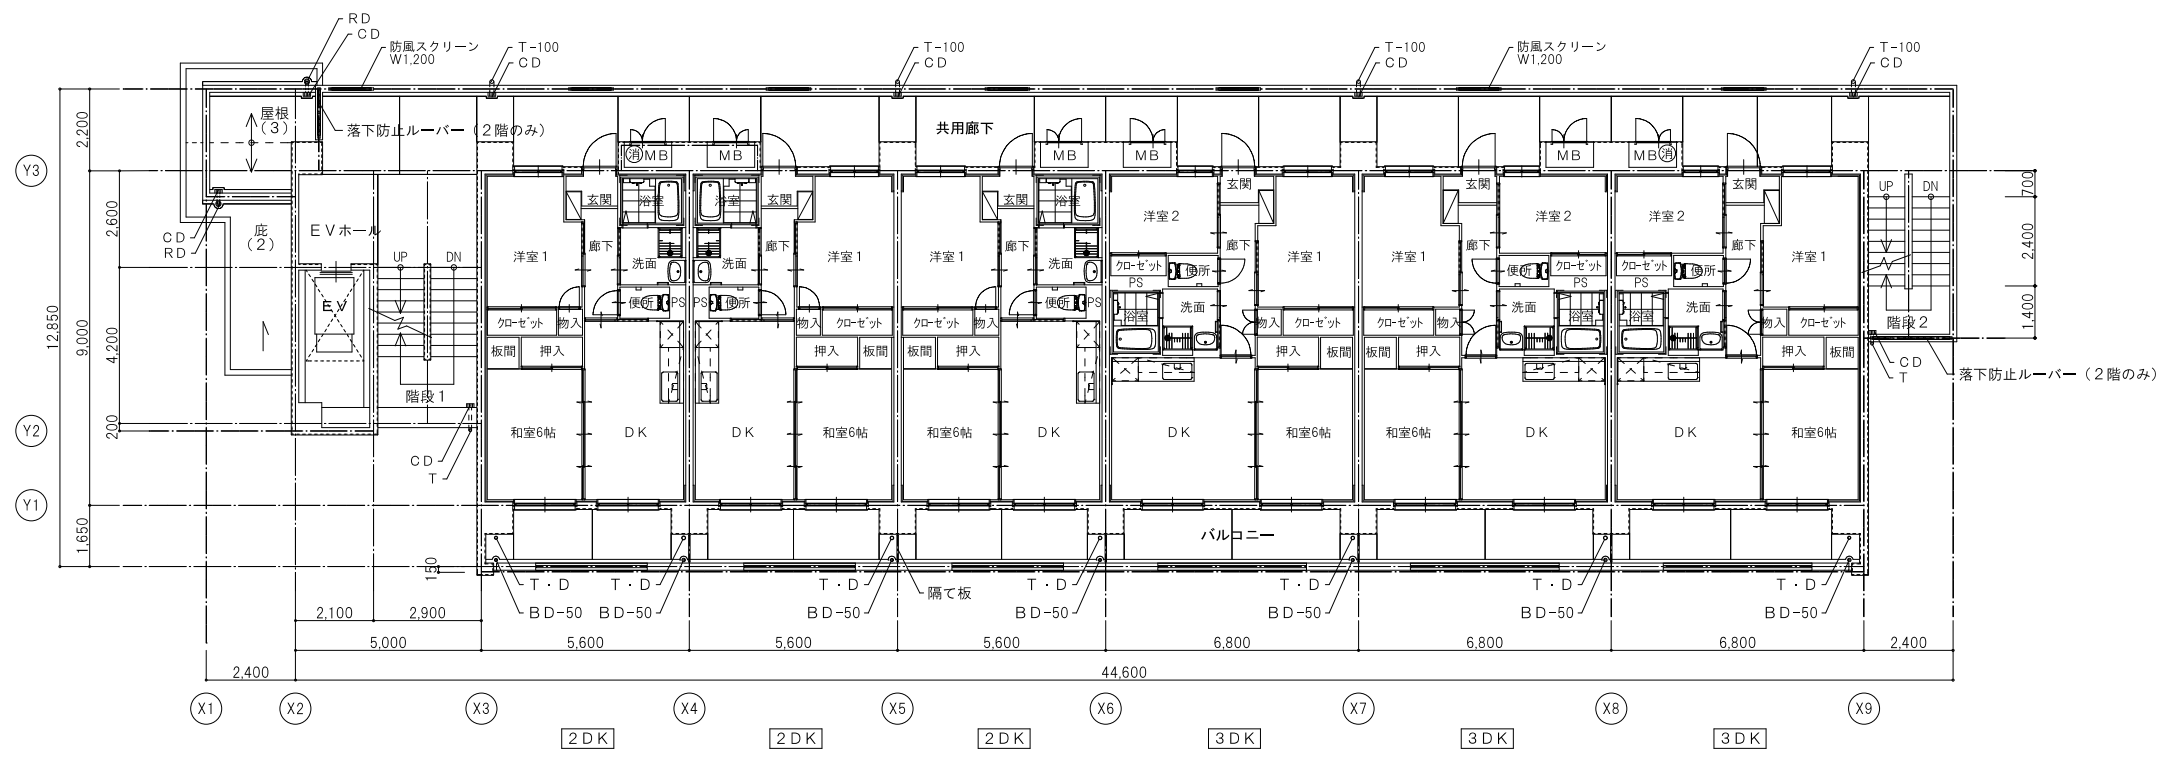 RD
CD
防風スクリーン
W1,200
T-100
CD
T-100
CD
T-100
CD
防風スクリーン
W1,200
T-100
CD
屋根
(3)
落下防止ルーバー（２階のみ）
共用廊下
2,200
Y3
消 MB
MB
MB
MB
MB
MB 消
700
玄関
浴室
浴室
玄関
玄関
浴室
玄関
玄関
玄関
UP
DN
洋室２
洋室２
洋室２
庇
(2)
CD
RD
EVホール
2,600
2,400
廊下
廊下
廊下
廊下
廊下
廊下
洋室１
洗面
洗面
洋室１
洋室１
洗面
洋室１
洋室１
洋室１
UP
DN
クローゼット
便所
便所
クローゼット
クローゼット
便所
PS
PS
PS
EV
便所
PS
PS
便所
便所
PS
洗面
洗面
洗面
浴室
浴室
浴室
クローゼット
物入
物入
クローゼット
クローゼット
物入
物入
クローゼット
クローゼット
物入
物入
クローゼット
階段２
1,400
12,850
9,000
4,200
板間
押入
押入
板間
板間
押入
押入
板間
板間
押入
押入
板間
CD
T
落下防止ルーバー（２階のみ）
階段１
200
Y2
和室6帖
DK
DK
和室6帖
和室6帖
DK
DK
和室6帖
和室6帖
DK
DK
和室6帖
CD
T
Y1
1,650
150
バルコニー
T・D
T・D
T・D
T・D
T・D
T・D
T・D
隔て板
BD-50
BD-50
BD-50
BD-50
BD-50
BD-50
BD-50
2,100
2,900
5,000
5,600
5,600
5,600
6,800
6,800
6,800
2,400
2,400
44,600
X1
X2
X3
X4
X5
X6
X7
X8
X9
２ＤＫ
２ＤＫ
２ＤＫ
３ＤＫ
３ＤＫ
３ＤＫ